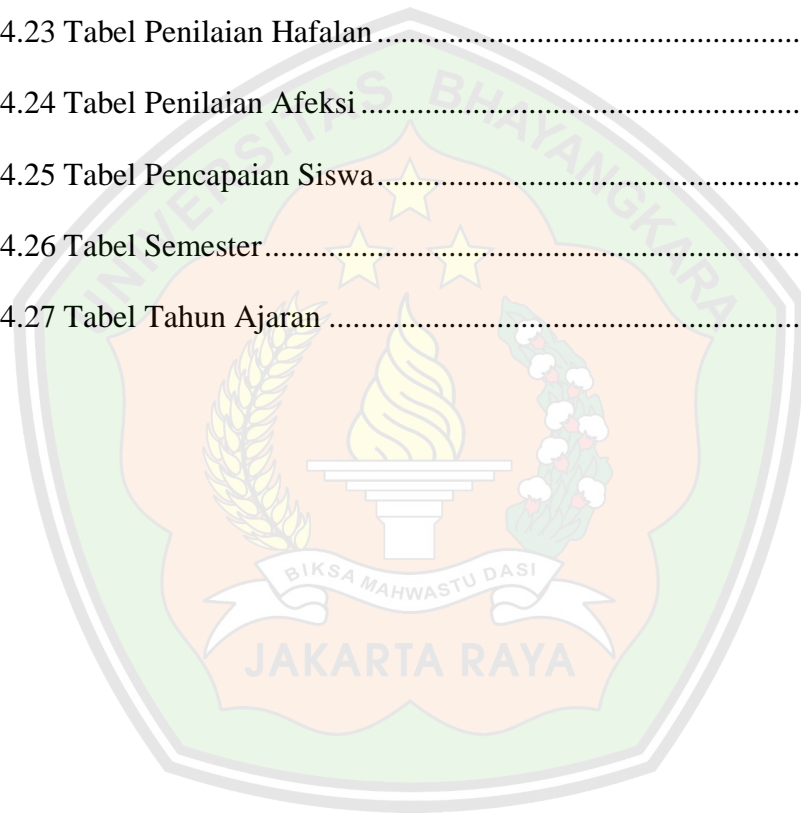 4.23 Tabel Penilaian Hafalan......................................................
4.24 Tabel Penilaian Afeksi........................................................
4.25 Tabel Pencapaian Siswa......................................................
4.26 Tabel Semester....................................................................
4.27 Tabel Tahun Ajaran............................................................
UNIVERSITAS BHAYANGKARA
BIKSA MAHWASTU DASI
JAKARTA RAYA